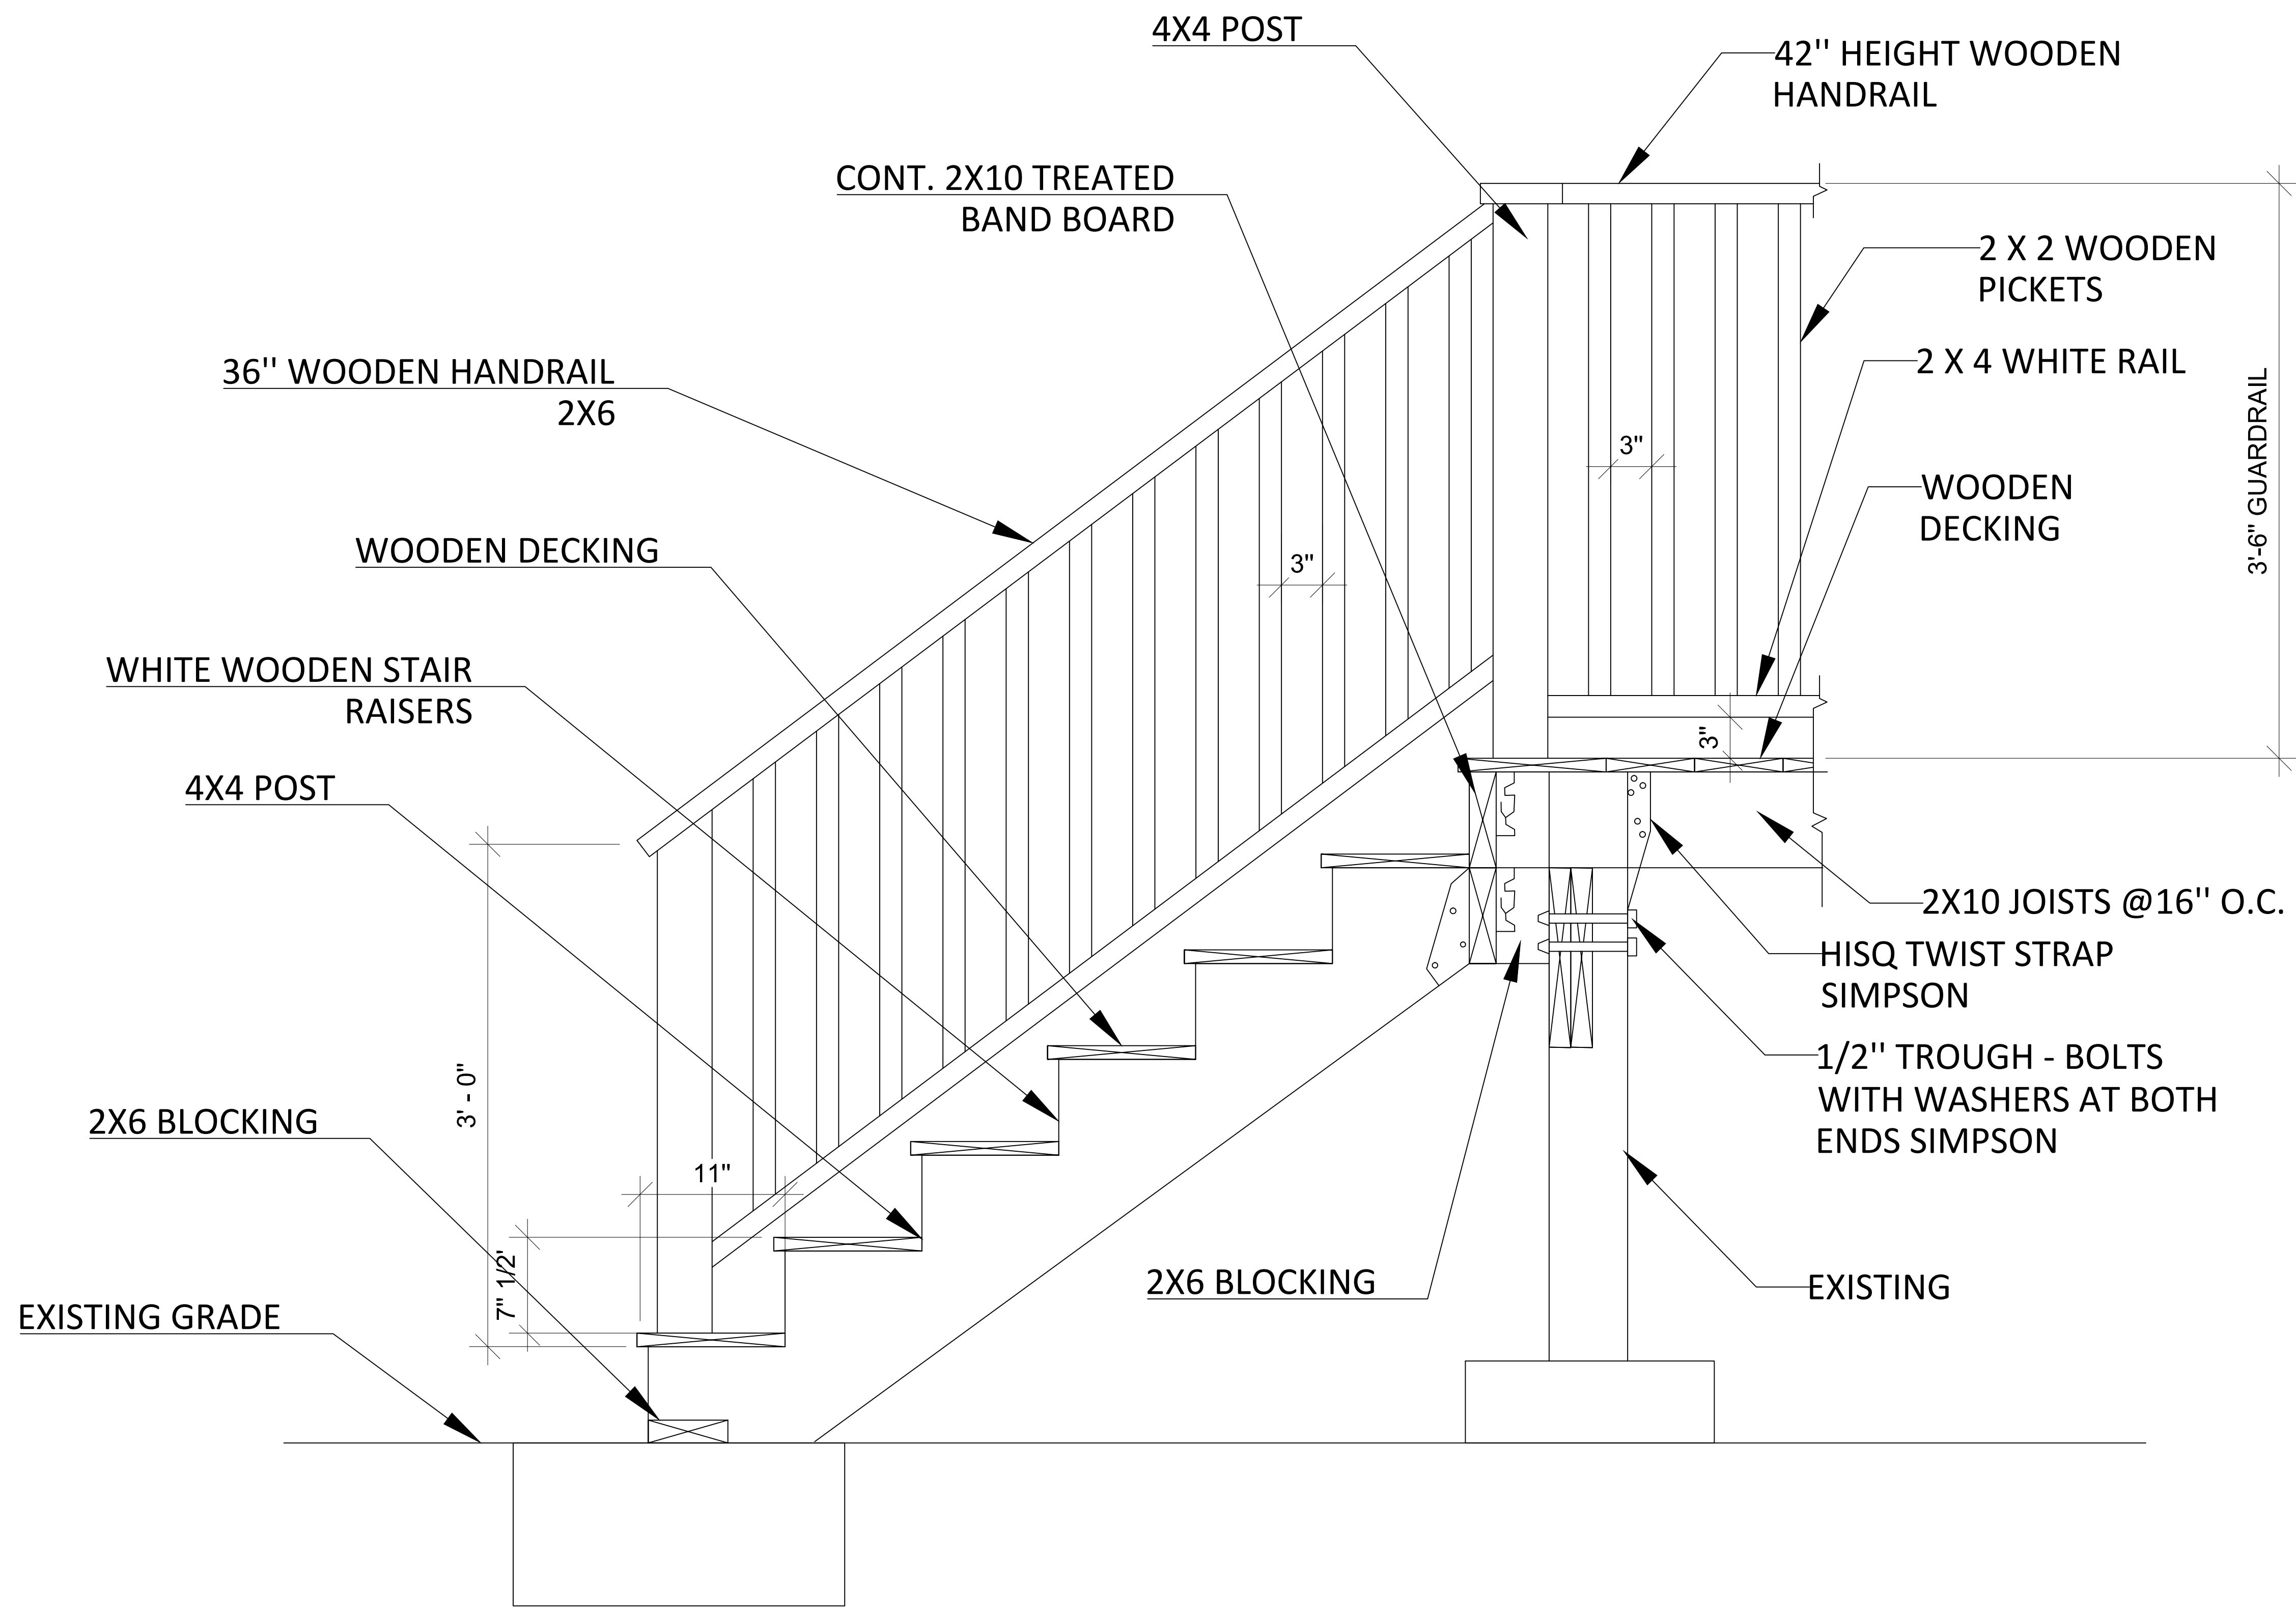 4X4 POST
42'' HEIGHT WOODEN
HANDRAIL
CONT. 2X10 TREATED
BAND BOARD
2 X 2 WOODEN
PICKETS
36'' WOODEN HANDRAIL
2X6
2 X 4 WHITE RAIL
3'-6" GUARDRAIL
3"
WOODEN
DECKING
WOODEN DECKING
3"
WHITE WOODEN STAIR
RAISERS
3"
4X4 POST
2X10 JOISTS @16'' O.C.
HISQ TWIST STRAP
SIMPSON
1/2'' TROUGH - BOLTS
WITH WASHERS AT BOTH
ENDS SIMPSON
3' - 0"
2X6 BLOCKING
11"
7" 1/2'
2X6 BLOCKING
EXISTING
EXISTING GRADE